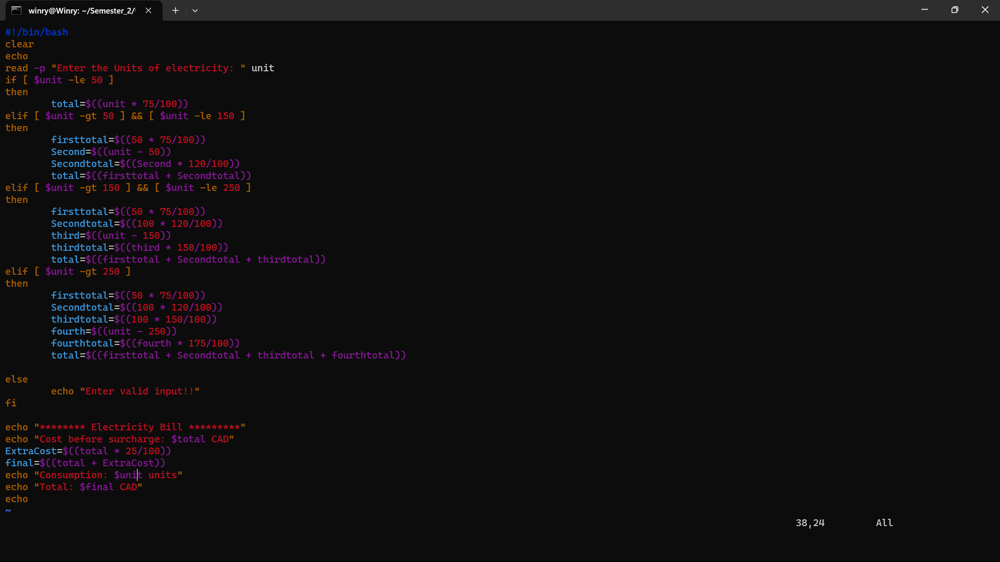 winry@Winry: ~/Semester_2/
#!/bin/bash
clear
echo
read -p "Enter the Units of electricity: " unit
if [ $unit -le 50 ]
then
        total=$((unit * 75/100))
elif [ $unit -gt 50 ] && [ $unit -le 150 ]
then
        firsttotal=$((50 * 75/100))
        Second=$((unit - 50))
        Secondtotal=$((Second * 120/100))
        total=$((firsttotal + Secondtotal))
elif [ $unit -gt 150 ] && [ $unit -le 250 ]
then
        firsttotal=$((50 * 75/100))
        Secondtotal=$((100 * 120/100))
        third=$((unit - 150))
        thirdtotal=$((third * 150/100))
        total=$((firsttotal + Secondtotal + thirdtotal))
elif [ $unit -gt 250 ]
then
        firsttotal=$((50 * 75/100))
        Secondtotal=$((100 * 120/100))
        thirdtotal=$((100 * 150/100))
        fourth=$((unit - 250))
        fourthtotal=$((fourth * 175/100))
        total=$((firsttotal + Secondtotal + thirdtotal + fourthtotal))
else
        echo "Enter valid input!!"
fi
echo "******** Electricity Bill *********"
echo "Cost before surcharge: $total CAD"
ExtraCost=$((total * 25/100))
final=$((total + ExtraCost))
echo "Consumption: $unit units"
echo "Total: $final CAD"
echo
~
38,24 All